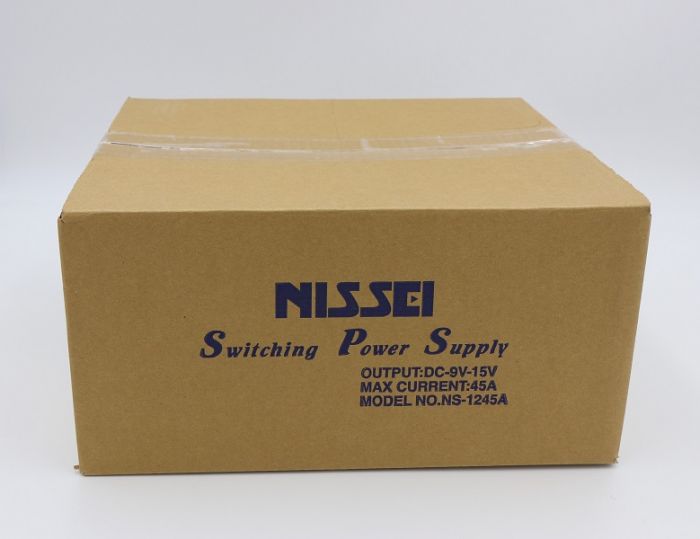 NISSEI
Switching Power Supply
OUTPUT:DC-9V-15V
MAX CURRENT:45A
MODEL NO.NS-1245A